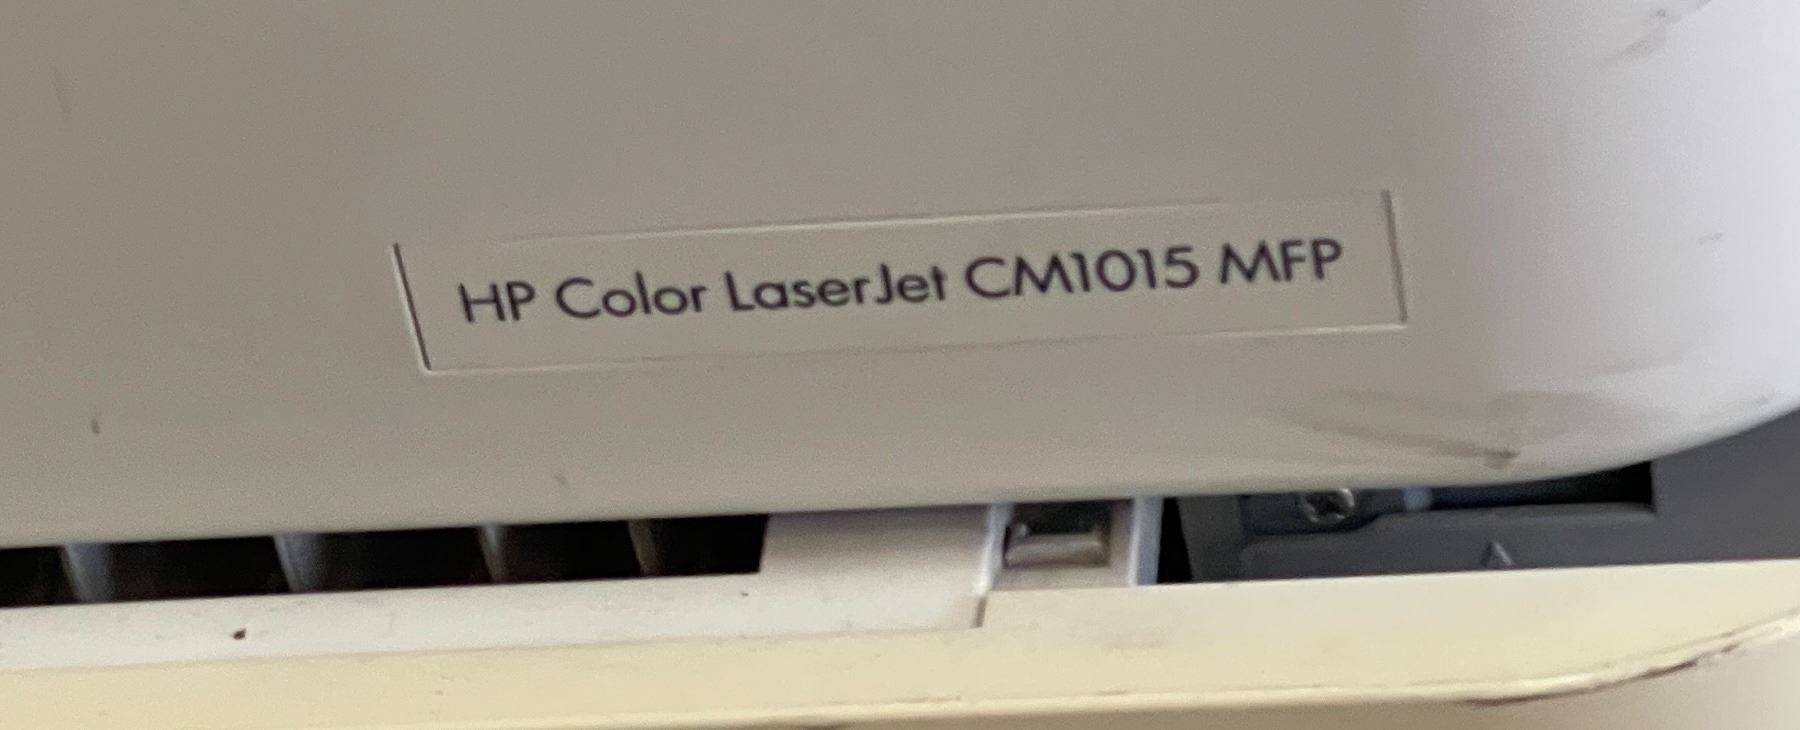 HP Color LaserJet CM1015 MFP